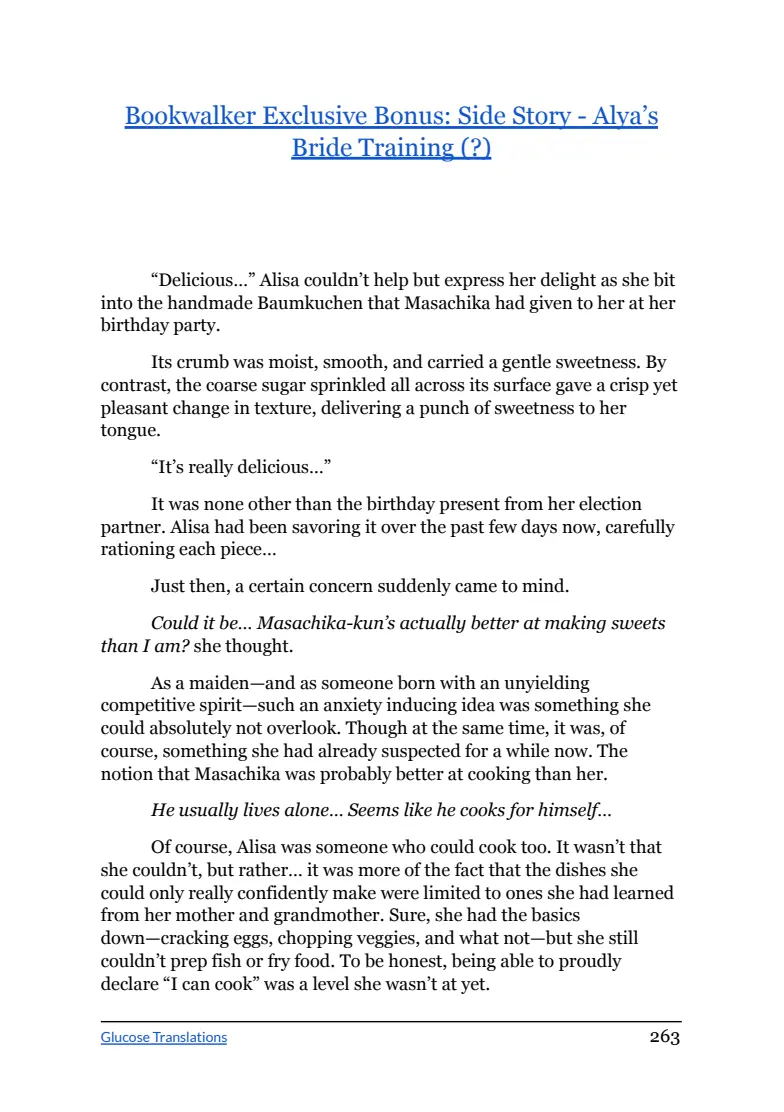 Bookwalker Exclusive Bonus: Side Story - Alya’s
Bride Training (?)
“Delicious…” Alisa couldn’t help but express her delight as she bit
into the handmade Baumkuchen that Masachika had given to her at her
birthday party.
Its crumb was moist, smooth, and carried a gentle sweetness. By
contrast, the coarse sugar sprinkled all across its surface gave a crisp yet
pleasant change in texture, delivering a punch of sweetness to her
tongue.
“It’s really delicious…”
It was none other than the birthday present from her election
partner. Alisa had been savoring it over the past few days now, carefully
rationing each piece…
Just then, a certain concern suddenly came to mind.
Could it be… Masachika-kun’s actually better at making sweets
than I am? she thought.
As a maiden—and as someone born with an unyielding
competitive spirit—such an anxiety inducing idea was something she
could absolutely not overlook. Though at the same time, it was, of
course, something she had already suspected for a while now. The
notion that Masachika was probably better at cooking than her.
He usually lives alone… Seems like he cooks for himself…
Of course, Alisa was someone who could cook too. It wasn’t that
she couldn’t, but rather… it was more of the fact that the dishes she
could only really confidently make were limited to ones she had learned
from her mother and grandmother. Sure, she had the basics
down—cracking eggs, chopping veggies, and what not—but she still
couldn’t prep fish or fry food. To be honest, being able to proudly
declare “I can cook” was a level she wasn’t at yet.
Glucose Translations 263